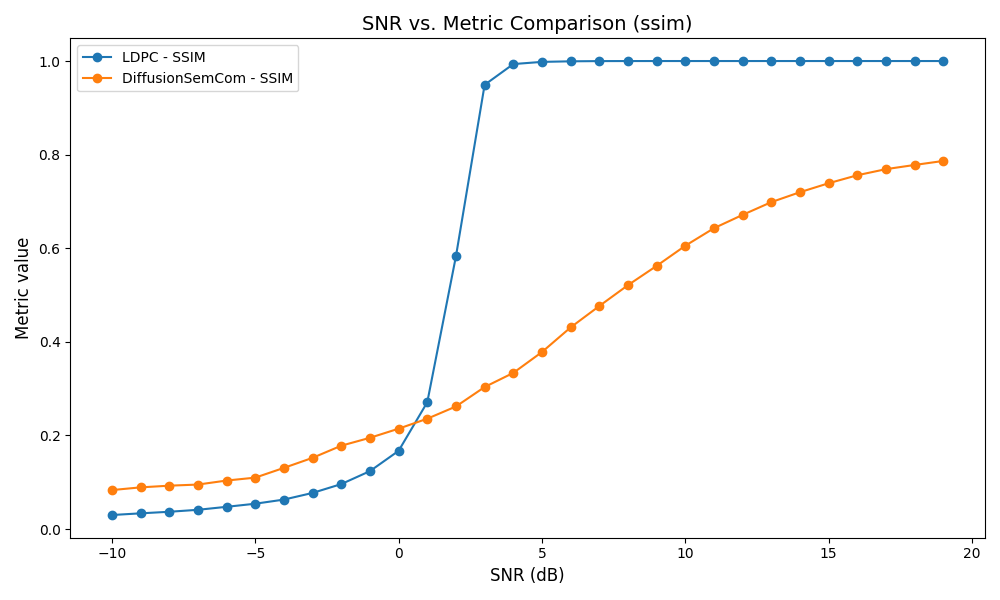 SNR vs. Metric Comparison (ssim)
LDPC - SSIM
DiffusionSemCom - SSIM
Metric value
1.0
0.8
0.6
0.4
0.2
0.0
−10
−5
0
5
10
15
20
SNR (dB)